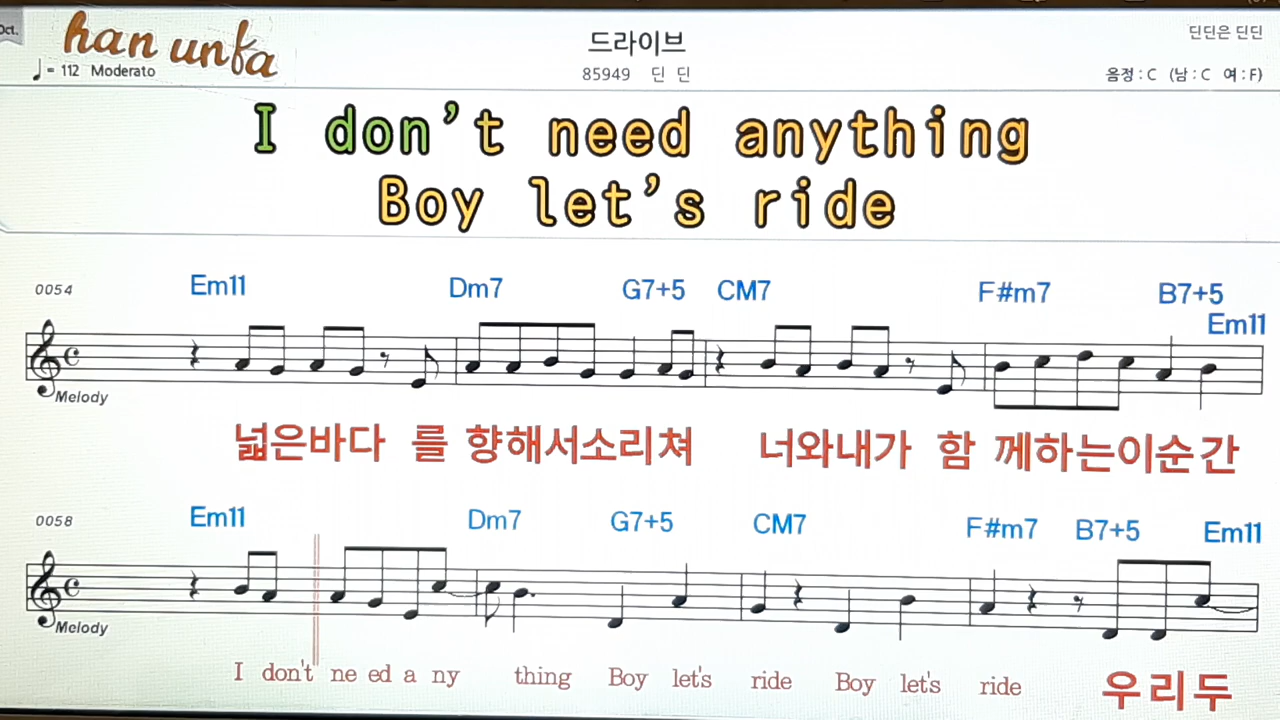 Oct.
han unfa
드라이브
딘딘은 딘딘
♩= 112 Moderato
85949 딘 딘
음정 : C (남 : C 여 : F)
I don't need anything
Boy let's ride
0054 Em11 Dm7 G7+5 CM7 F#m7 B7+5 Em11
Melody
넓은바다 를 향해서소리쳐 너와내가 함 께하는이순간
0058 Em11 Dm7 G7+5 CM7 F#m7 B7+5 Em11
Melody
I don't ne ed a ny thing Boy let's ride Boy let's ride 우리두